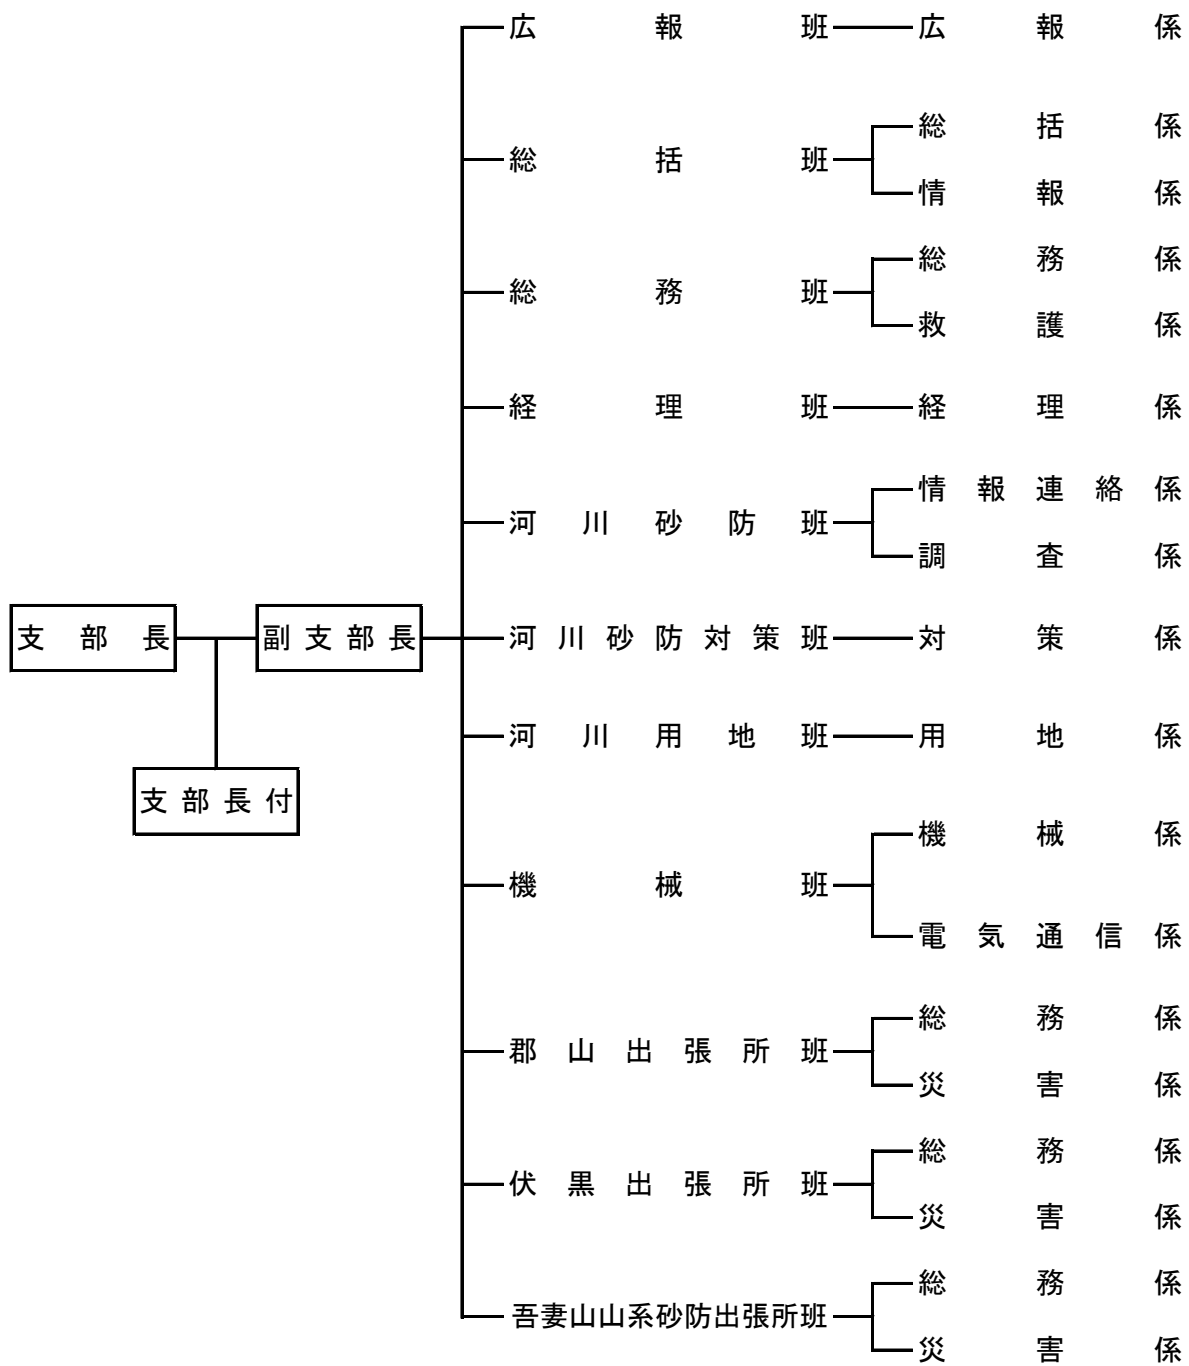 広報班 広報係
総括係
総括班
情報係
総務係
総務班
救護係
経理班 経理係
情報連絡係
河川砂防班
調査係
支部長 副支部長 河川砂防対策班 対策係
河川用地班 用地係
支部長付
機械係
機械班
電気通信係
総務係
郡山出張所班
災害係
総務係
伏黒出張所班
災害係
総務係
吾妻山山系砂防出張所班
災害係